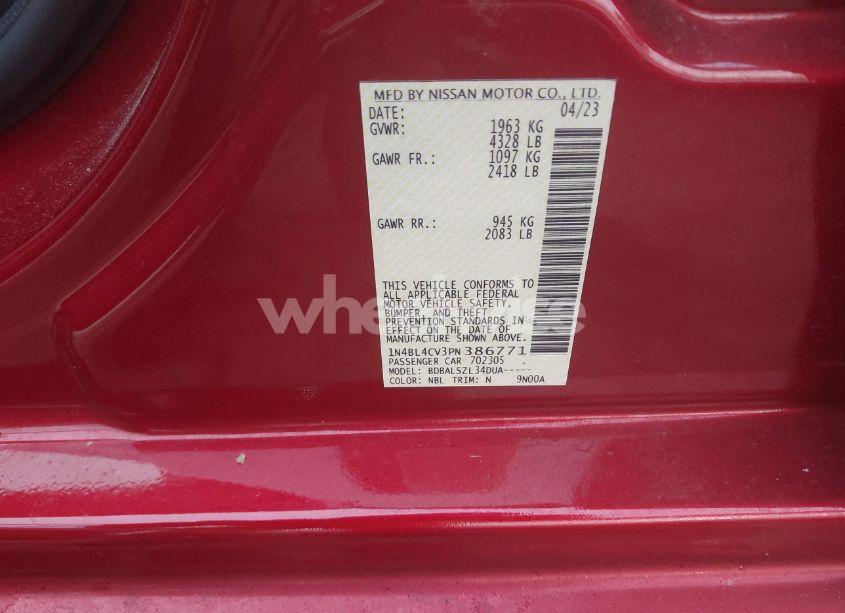 MFD BY NISSAN MOTOR CO., LTD.
DATE: 04/23
GVWR: 1963 KG
4328 LB
GAWR FR.: 1097 KG
2418 LB
GAWR RR.: 945 KG
2083 LB
THIS VEHICLE CONFORMS TO
ALL APPLICABLE FEDERAL
MOTOR VEHICLE SAFETY,
BUMPER, AND THEFT
PREVENTION STANDARDS IN
EFFECT ON THE DATE OF
MANUFACTURE SHOWN ABOVE.
1N4BL4CV3PN386771
PASSENGER CAR 702305
MODEL: BDBALSZL34DUA-----
COLOR: NBL TRIM: N 9N00A